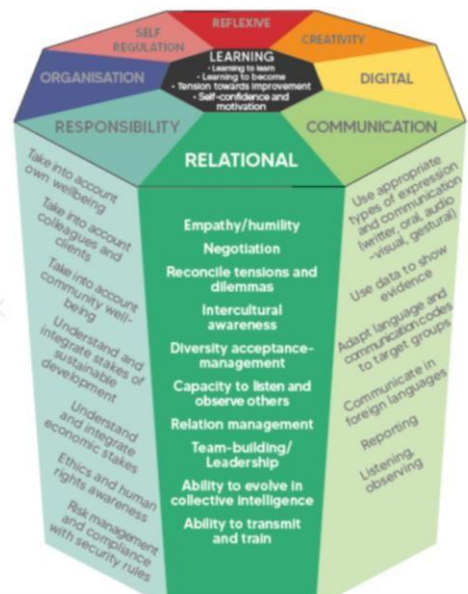 REFLEXIVE
SELF
REGULATION
CREATIVITY
ORGANISATION
DIGITAL
LEARNING
• Learning to learn
• Learning to become
• Tension towards improvement
• Self-confidence and
motivation
RESPONSIBILITY
COMMUNICATION
RELATIONAL
Take into account
own wellbeing
Take into account
colleagues and
clients
Take into account
community well-
being
Understand and
integrate stakes of
sustainable
development
Understand
and integrate
economic stakes
Ethics and human
rights awareness
Risk management
and compliance
with security rules
Empathy/humility
Negotiation
Reconcile tensions and
dilemmas
Intercultural
awareness
Diversity acceptance-
management
Capacity to listen and
observe others
Relation management
Team-building/
Leadership
Ability to evolve in
collective intelligence
Ability to transmit
and train
Use appropriate
types of expression
and communication
(writter, oral, audio
-visual, gestural)
Use data to show
evidence
Adapt language and
communication codes
to target groups
Communicate in
foreign languages
Reporting
Listening,
observing